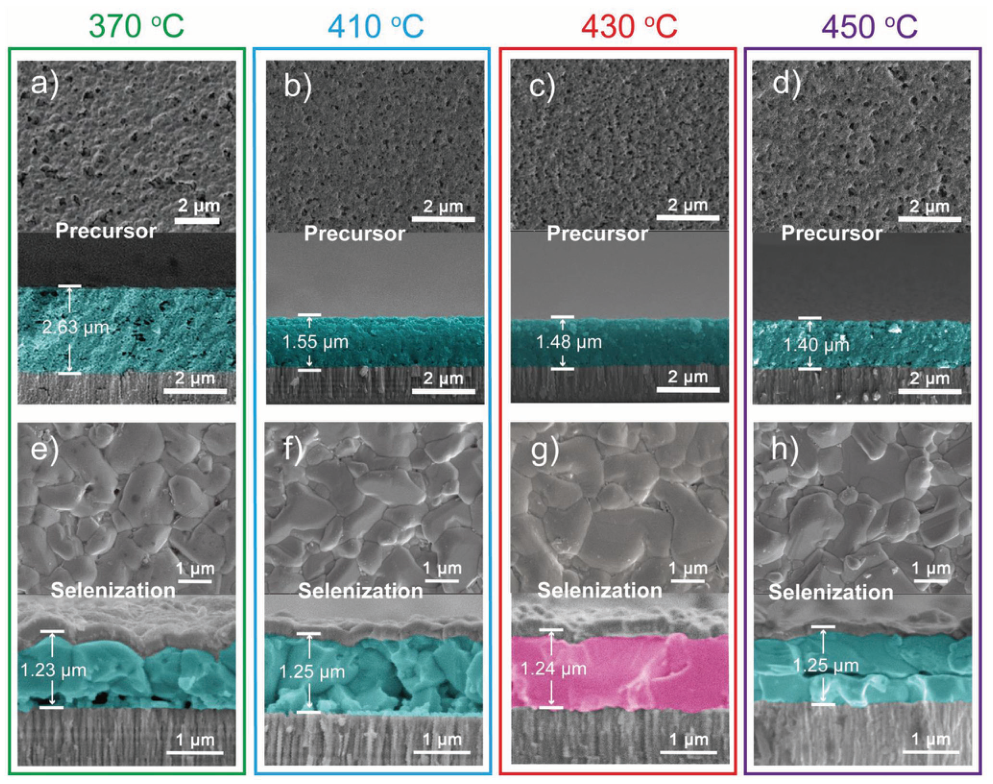 370 °C
410 °C
430 °C
450 °C
a)
b)
c)
d)
2 μm
2 μm
2 μm
2 μm
Precursor
Precursor
Precursor
Precursor
2.63 μm
1.55 μm
1.48 μm
1.40 μm
2 μm
2 μm
2 μm
2 μm
e)
f)
g)
h)
1 μm
1 μm
1 μm
1 μm
Selenization
Selenization
Selenization
Selenization
1.23 μm
1.25 μm
1.24 μm
1.25 μm
1 μm
1 μm
1 μm
1 μm